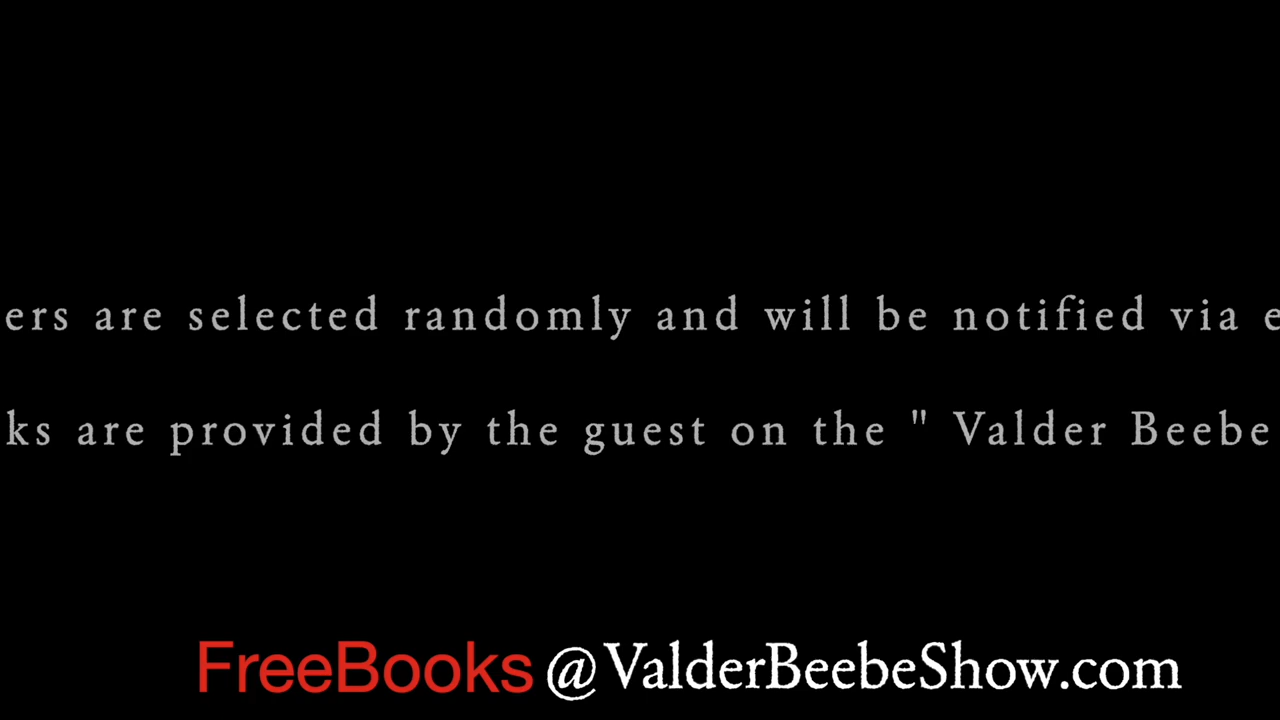 ers are selected randomly and will be notified via e
ks are provided by the guest on the " Valder Beebe
FreeBooks@ValderBeebeShow.com